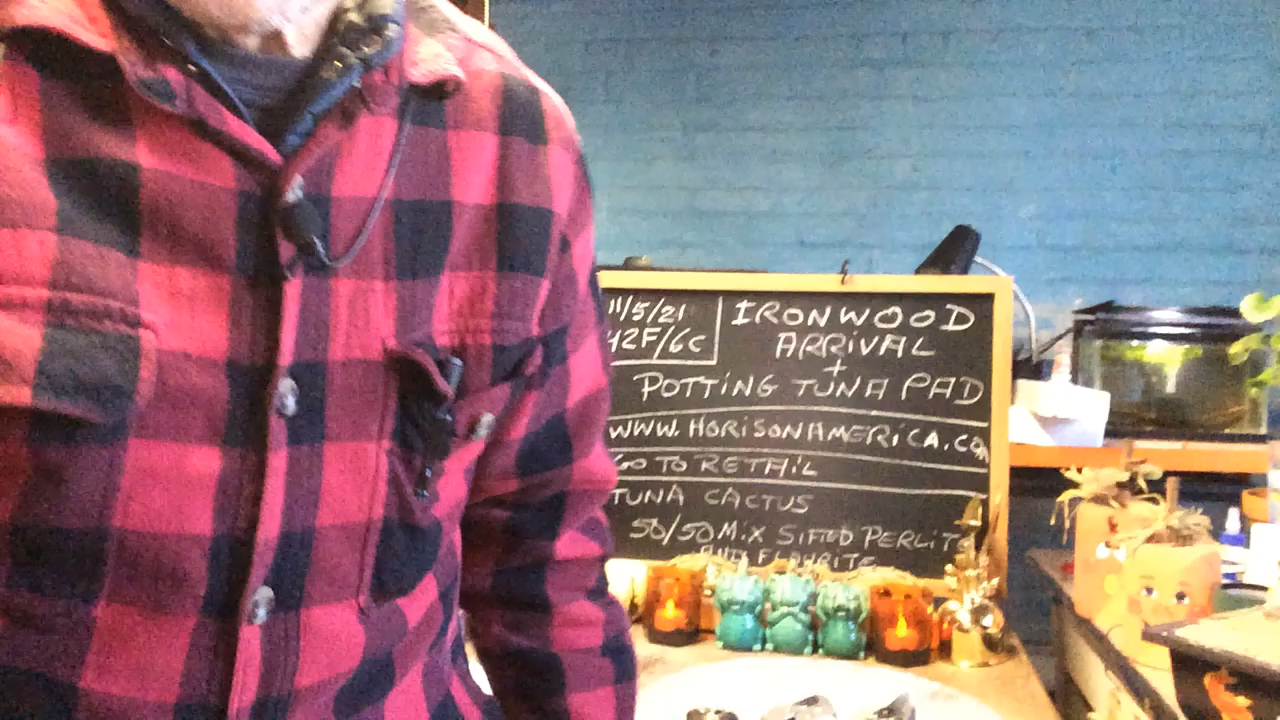 11/5/21
42F/6C
IRONWOOD
ARRiVAL
+
POTTiNG TUNA PAD
WWW.HORiSONAMERiCA.COM
GO TO RETAiL
TUNA CACTUS
50/50 MiX SiFTED PERLiTE